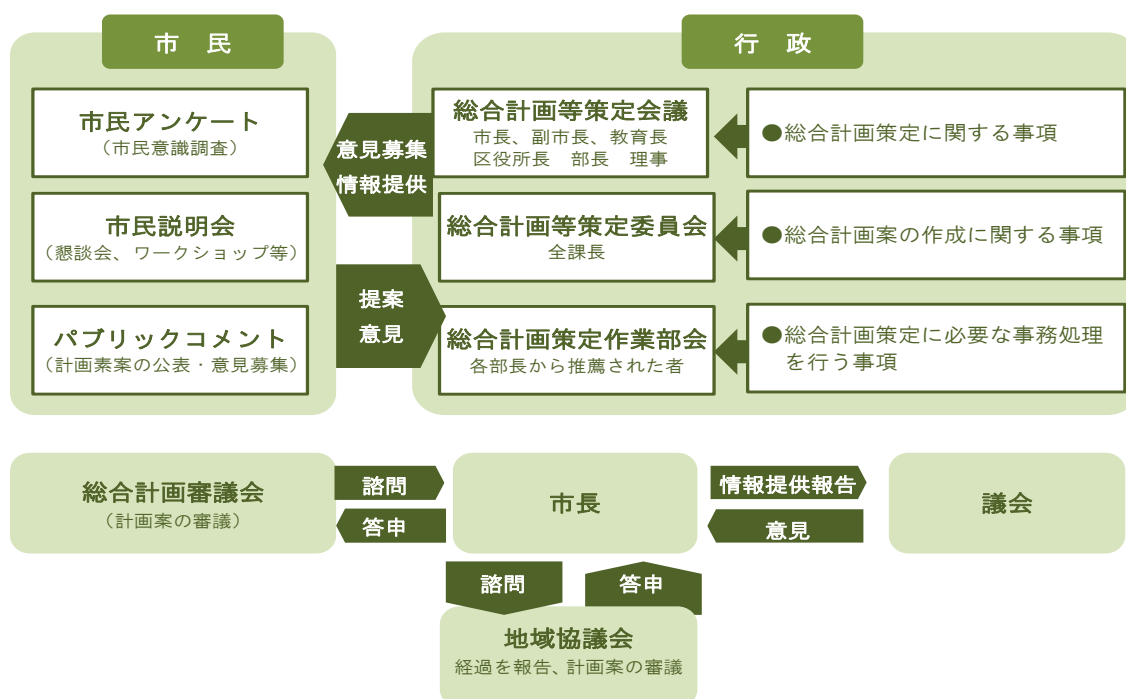 市　民
市民アンケート
（市民意識調査）
市民説明会
（懇談会、ワークショップ等）
パブリックコメント
（計画素案の公表・意見募集）
意見募集
情報提供
提案
意見
行　政
総合計画等策定会議
市長、副市長、教育長
区役所長　部長　理事
●総合計画策定に関する事項
総合計画等策定委員会
全課長
●総合計画案の作成に関する事項
総合計画策定作業部会
各部長から推薦された者
●総合計画策定に必要な事務処理
を行う事項
総合計画審議会
（計画案の審議）
諮問
答申
市長
情報提供報告
意見
議会
諮問
答申
地域協議会
経過を報告、計画案の審議